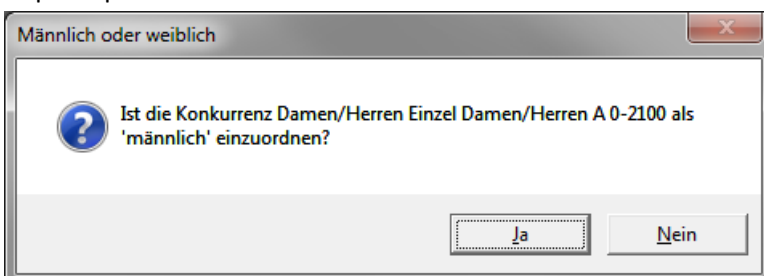 Männlich oder weiblich
Ist die Konkurrenz Damen/Herren Einzel Damen/Herren A 0-2100 als
'männlich' einzuordnen?
Ja
Nein